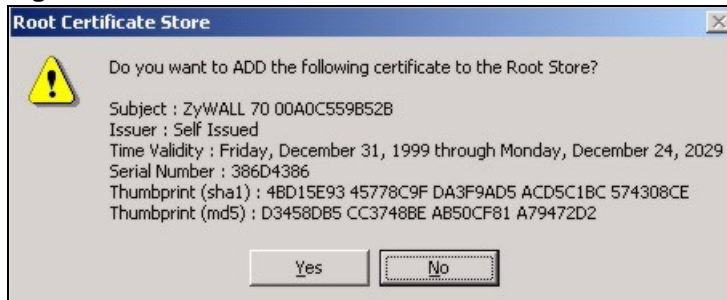 Root Certificate Store
Do you want to ADD the following certificate to the Root Store?
Subject : ZyWALL 70 00A0C559B52B
Issuer : Self Issued
Time Validity : Friday, December 31, 1999 through Monday, December 24, 2029
Serial Number : 386D4386
Thumbprint (sha1) : 4BD15E93 45778C9F DA3F9AD5 ACD5C1BC 574308CE
Thumbprint (md5) : D3458DB5 CC3748BE AB50CF81 A79472D2
Yes No